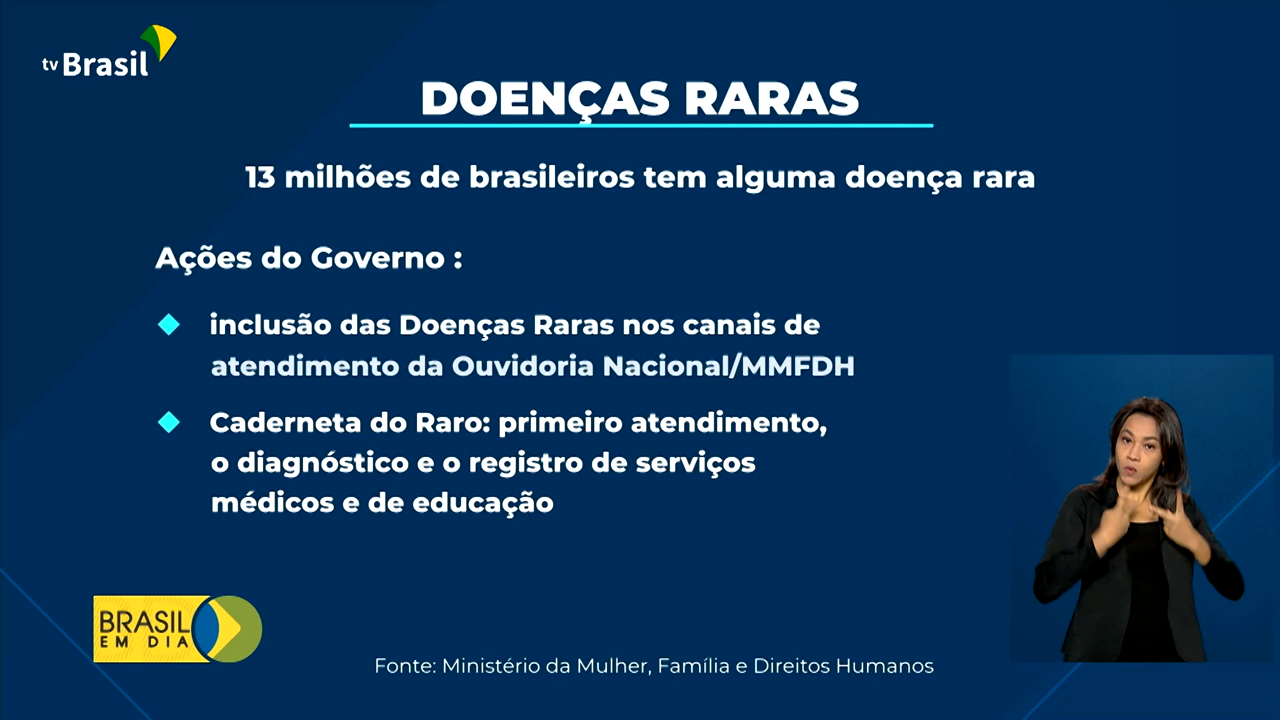 tv Brasil
DOENÇAS RARAS
13 milhões de brasileiros tem alguma doença rara
Ações do Governo :
inclusão das Doenças Raras nos canais de
atendimento da Ouvidoria Nacional/MMFDH
Caderneta do Raro: primeiro atendimento,
o diagnóstico e o registro de serviços
médicos e de educação
BRASIL
EM DIA
Fonte: Ministério da Mulher, Família e Direitos Humanos